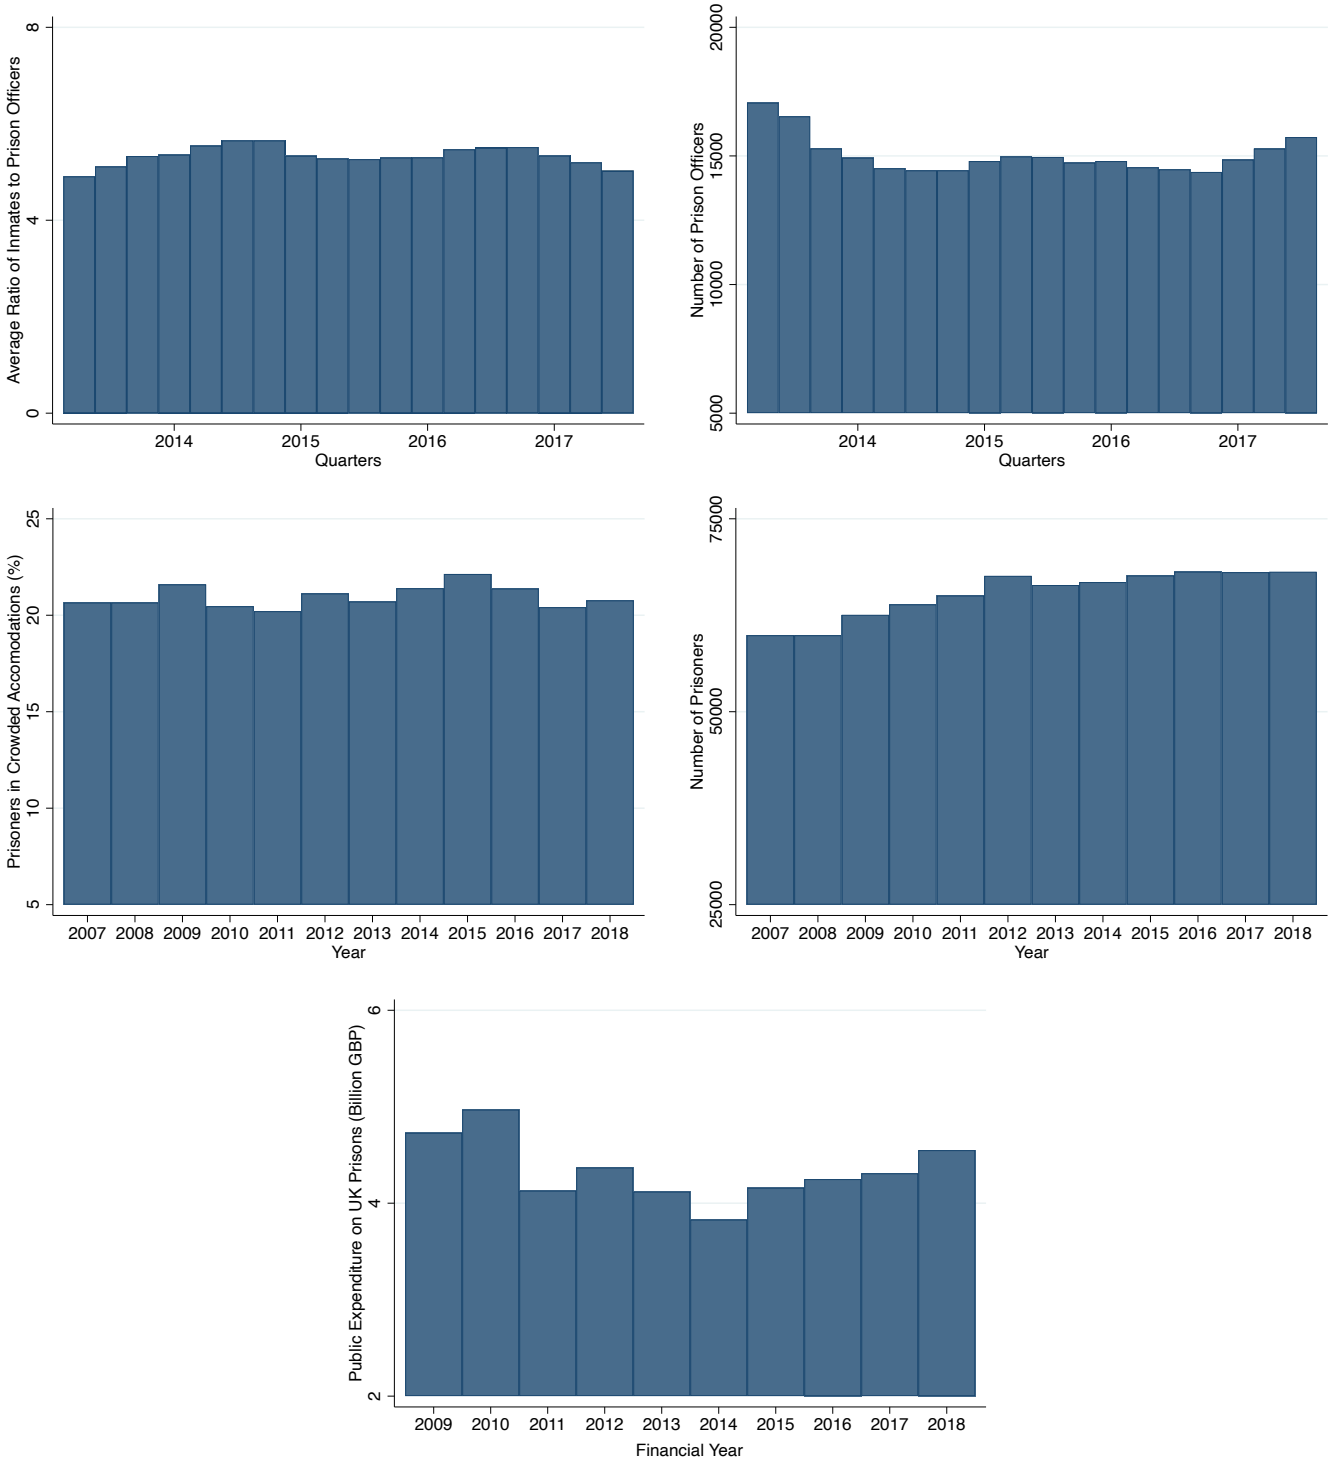 Average Ratio of Inmates to Prison Officers
8
4
0
2014 2015 2016 2017
Quarters
Number of Prison Officers
20000
15000
10000
5000
2014 2015 2016 2017
Quarters
Prisoners in Crowded Accomodations (%)
25
20
15
10
5
2007 2008 2009 2010 2011 2012 2013 2014 2015 2016 2017 2018
Year
Number of Prisoners
75000
50000
25000
2007 2008 2009 2010 2011 2012 2013 2014 2015 2016 2017 2018
Year
Public Expenditure on UK Prisons (Billion GBP)
6
4
2
2009 2010 2011 2012 2013 2014 2015 2016 2017 2018
Financial Year